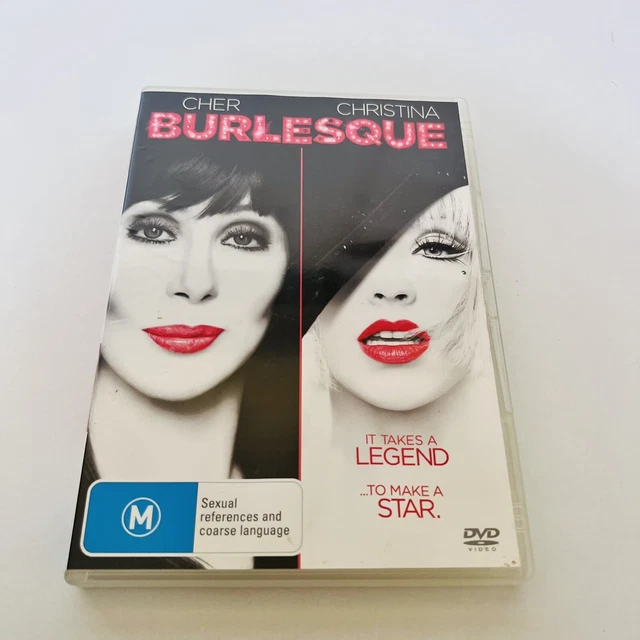 CHER CHRISTINA
BURLESQUE
IT TAKES A
LEGEND
...TO MAKE A
STAR.
M
Sexual
references and
coarse language
DVD
VIDEO